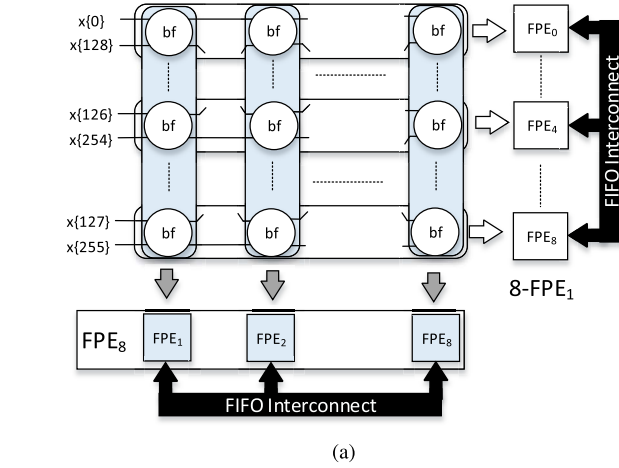 x{0} bf bf bf FPE0
x{128}
x{126} bf bf bf FPE4
x{254}
x{127} bf bf bf FPE8
x{255}
FIFO Interconnect
8-FPE1
FPE8 FPE1 FPE2 FPE8
FIFO Interconnect
(a)